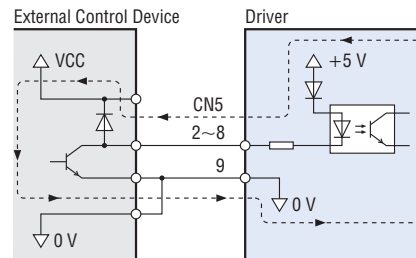 External Control Device
Driver
VCC
+5 V
CN5
2~8
9
0 V
0 V